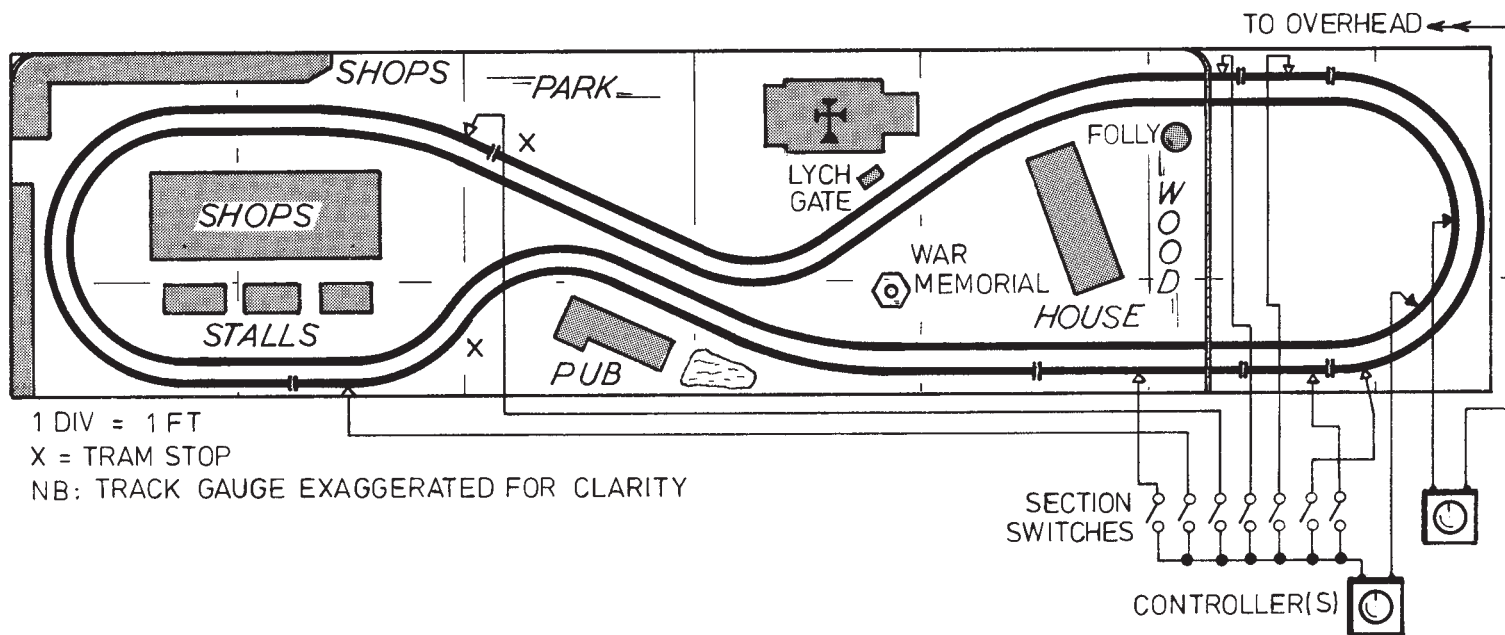 TO OVERHEAD
SHOPS
PARK
FOLLY
LYCH
GATE
WOOD
SHOPS
WAR
MEMORIAL
HOUSE
STALLS
X
X
PUB
1 DIV = 1 FT
X = TRAM STOP
NB: TRACK GAUGE EXAGGERATED FOR CLARITY
SECTION
SWITCHES
CONTROLLER(S)